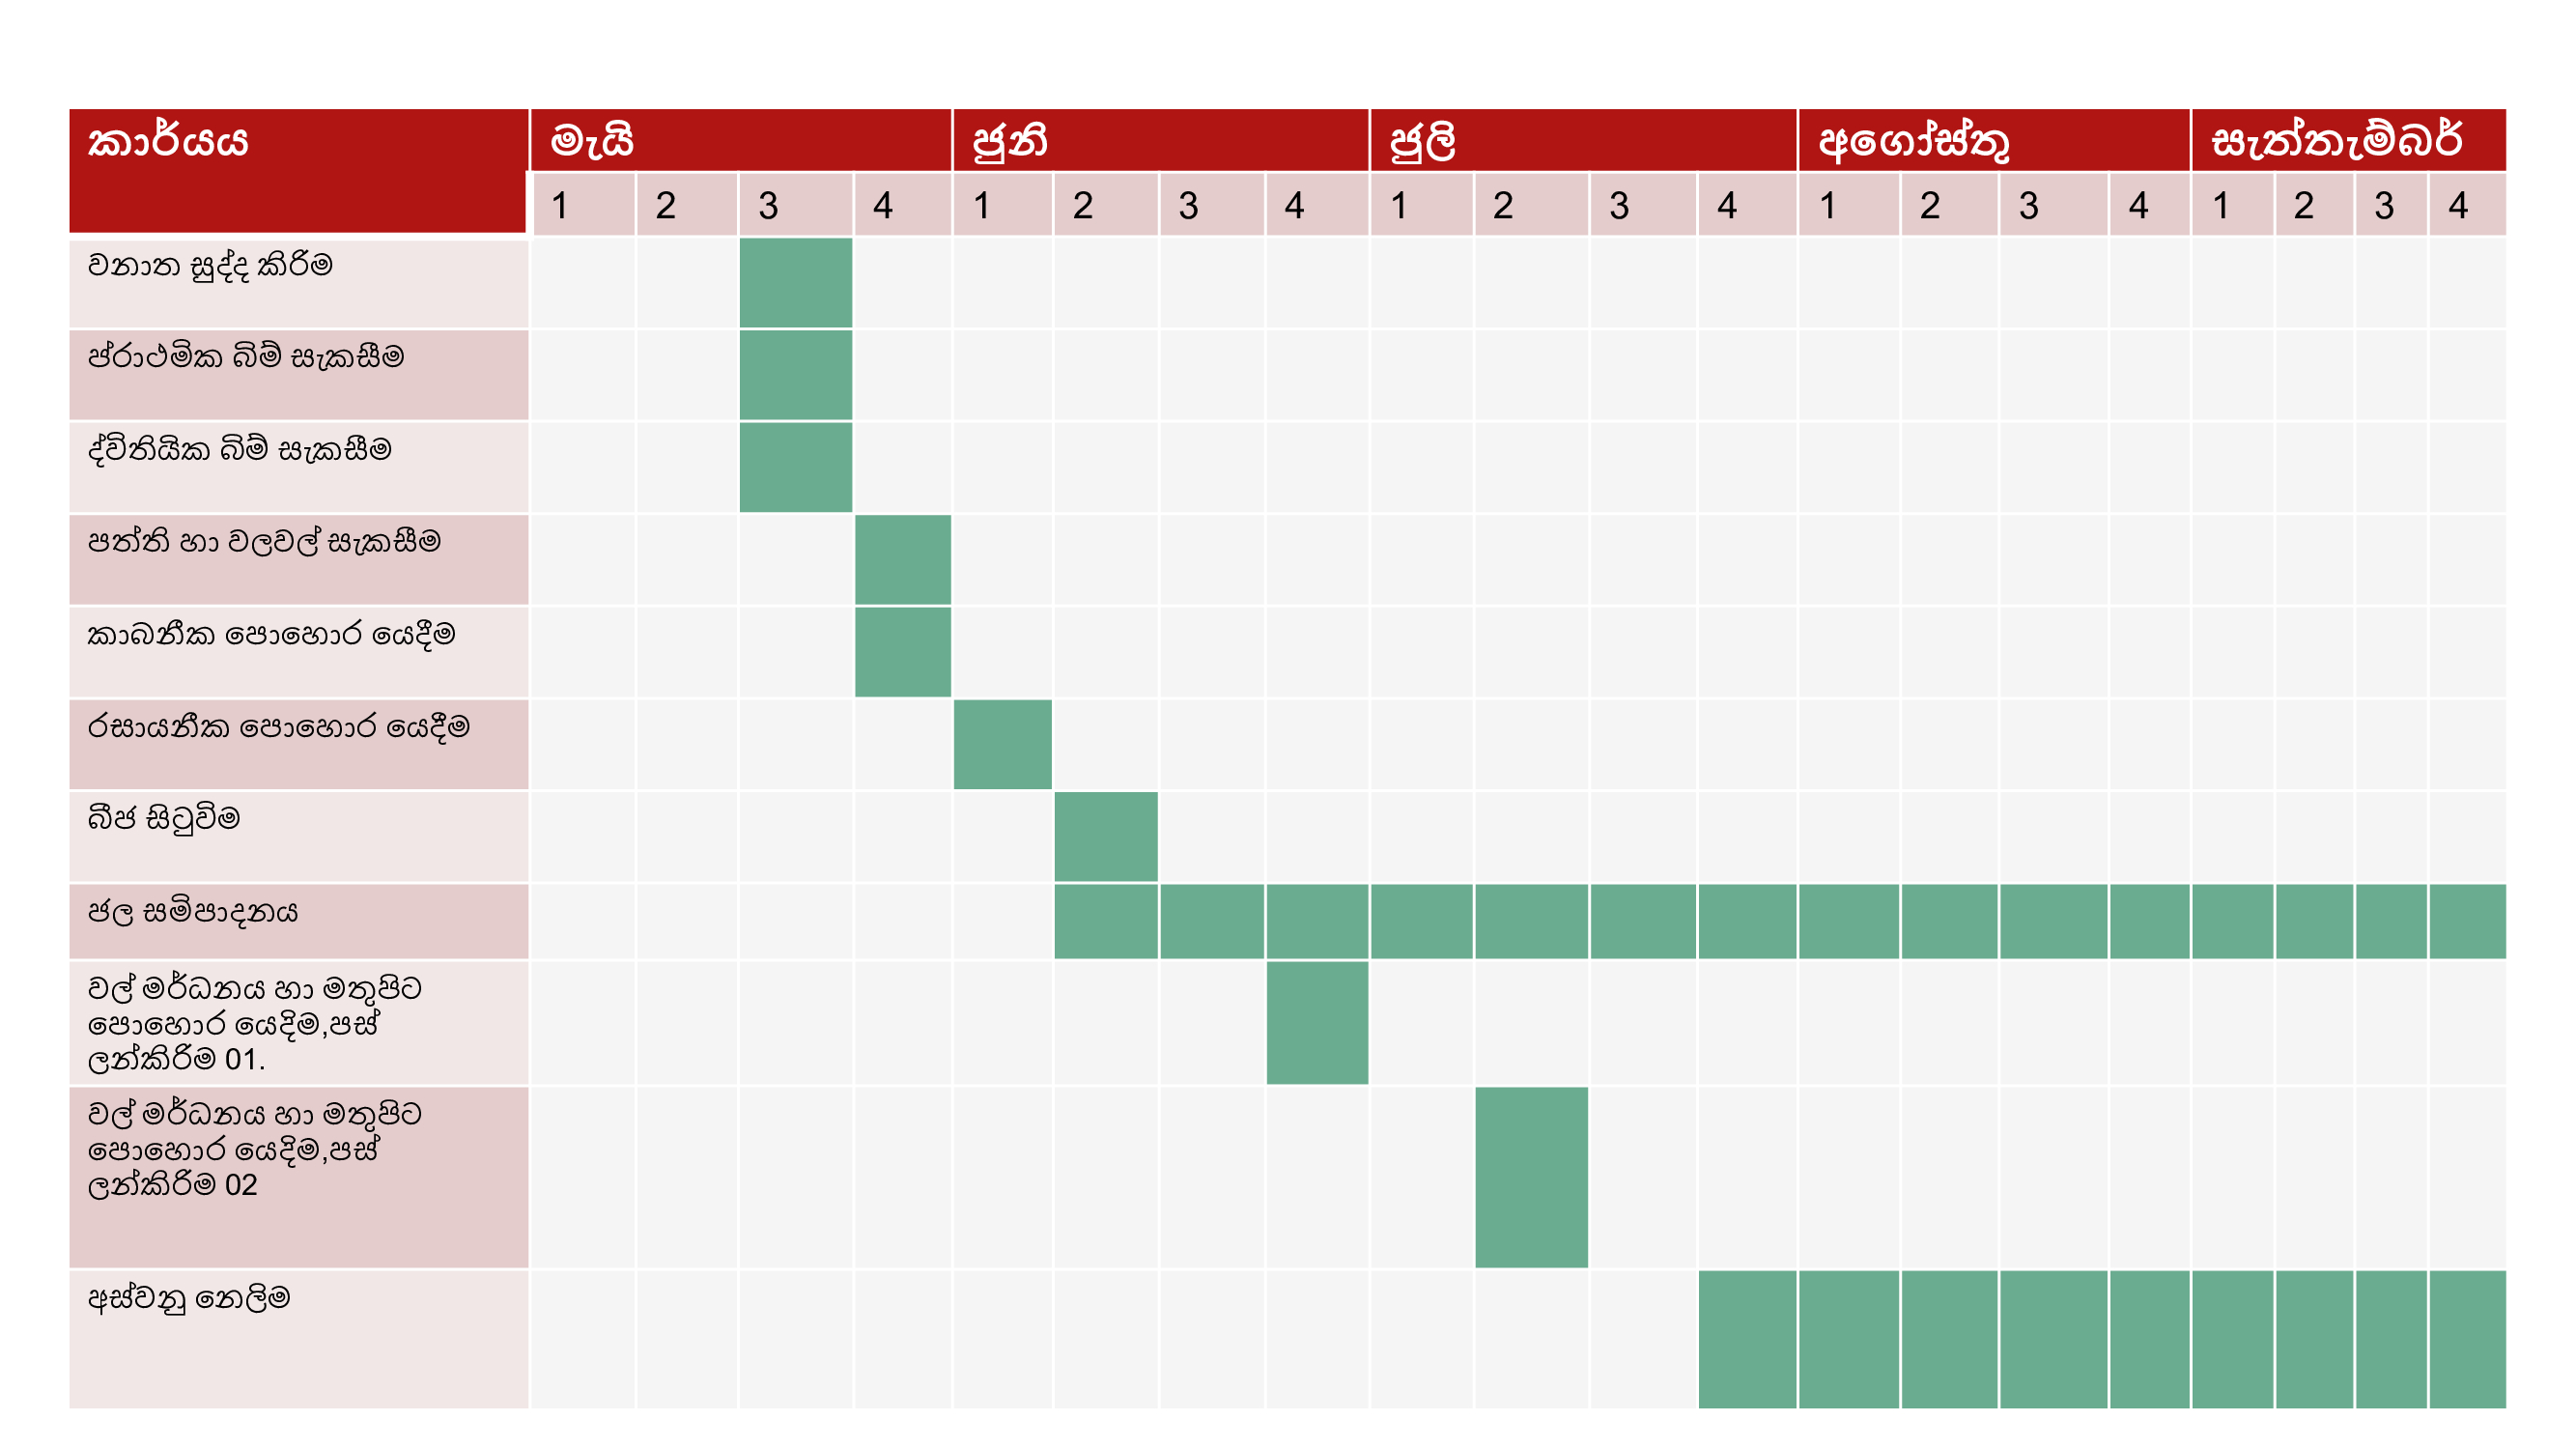 කාර්යය මැයි ජුනි ජුලි අගෝස්තු සැත්තැම්බර්
1 2 3 4 1 2 3 4 1 2 3 4 1 2 3 4 1 2 3 4
වනාත සුද්ද කිරිම
ප්රාථමික බිම් සැකසීම
ද්විතියික බිම් සැකසීම
පත්ති හා වලවල් සැකසීම
කාබනීක පොහොර යෙදීම
රසායනීක පොහොර යෙදීම
බීජ සිටුවිම
ජල සමිපාදනය
වල් මර්ධනය හා මතුපිට
පොහොර යෙදිම,පස්
ලන්කිරිම 01.
වල් මර්ධනය හා මතුපිට
පොහොර යෙදිම,පස්
ලන්කිරිම 02
අස්වනු නෙලිම